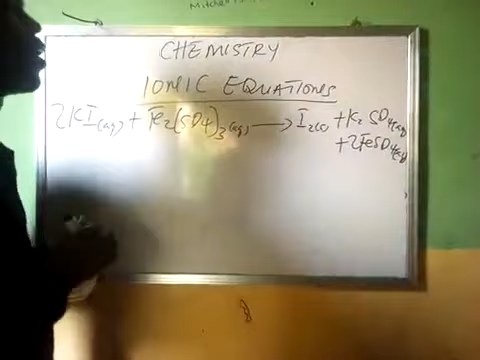 CHEMISTRY
IONIC EQUATIONS
2KI(aq) + Fe2(SO4)3(aq) → I2(s) + K2SO4(aq)
+ 2FeSO4(aq)